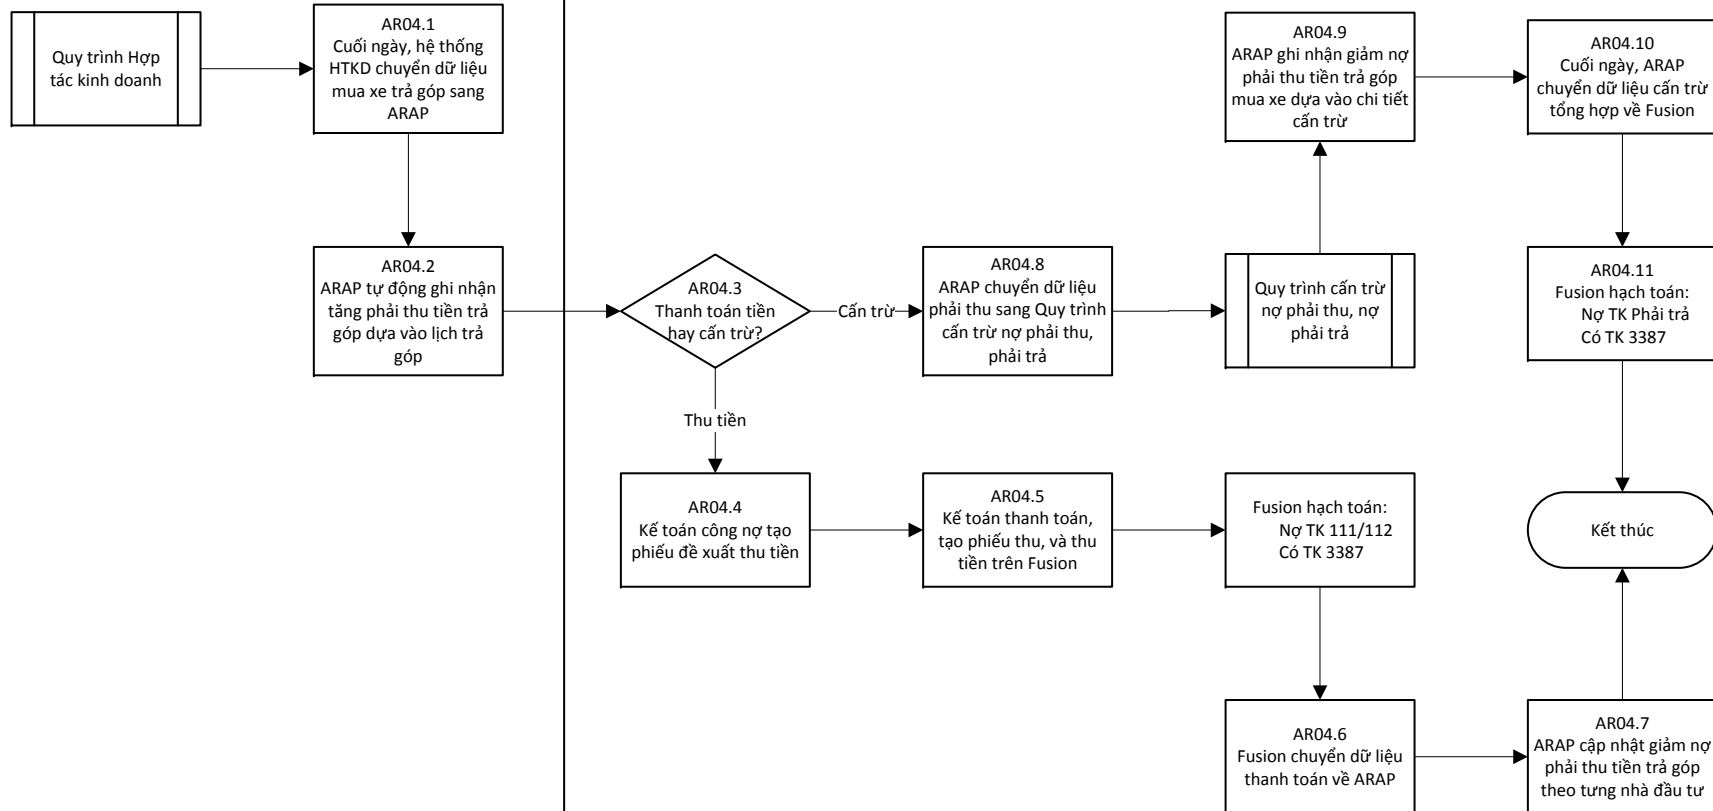 Quy trình Hợp
tác kinh doanh
AR04.1
Cuối ngày, hệ thống
HTKD chuyển dữ liệu
mua xe trả góp sang
ARAP
AR04.2
ARAP tự động ghi nhận
tăng phải thu tiền trả
góp dựa vào lịch trả
góp
AR04.3
Thanh toán tiền
hay cấn trừ?
Cấn trừ
Thu tiền
AR04.8
ARAP chuyển dữ liệu
phải thu sang Quy trình
cấn trừ nợ phải thu,
phải trả
Quy trình cấn trừ
nợ phải thu, nợ
phải trả
AR04.9
ARAP ghi nhận giảm nợ
phải thu tiền trả góp
mua xe dựa vào chi tiết
cấn trừ
AR04.10
Cuối ngày, ARAP
chuyển dữ liệu cấn trừ
tổng hợp về Fusion
AR04.11
Fusion hạch toán:
Nợ TK Phải trả
Có TK 3387
AR04.4
Kế toán công nợ tạo
phiếu đề xuất thu tiền
AR04.5
Kế toán thanh toán,
tạo phiếu thu, và thu
tiền trên Fusion
Fusion hạch toán:
Nợ TK 111/112
Có TK 3387
AR04.6
Fusion chuyển dữ liệu
thanh toán về ARAP
AR04.7
ARAP cập nhật giảm nợ
phải thu tiền trả góp
theo tưng nhà đầu tư
Kết thúc